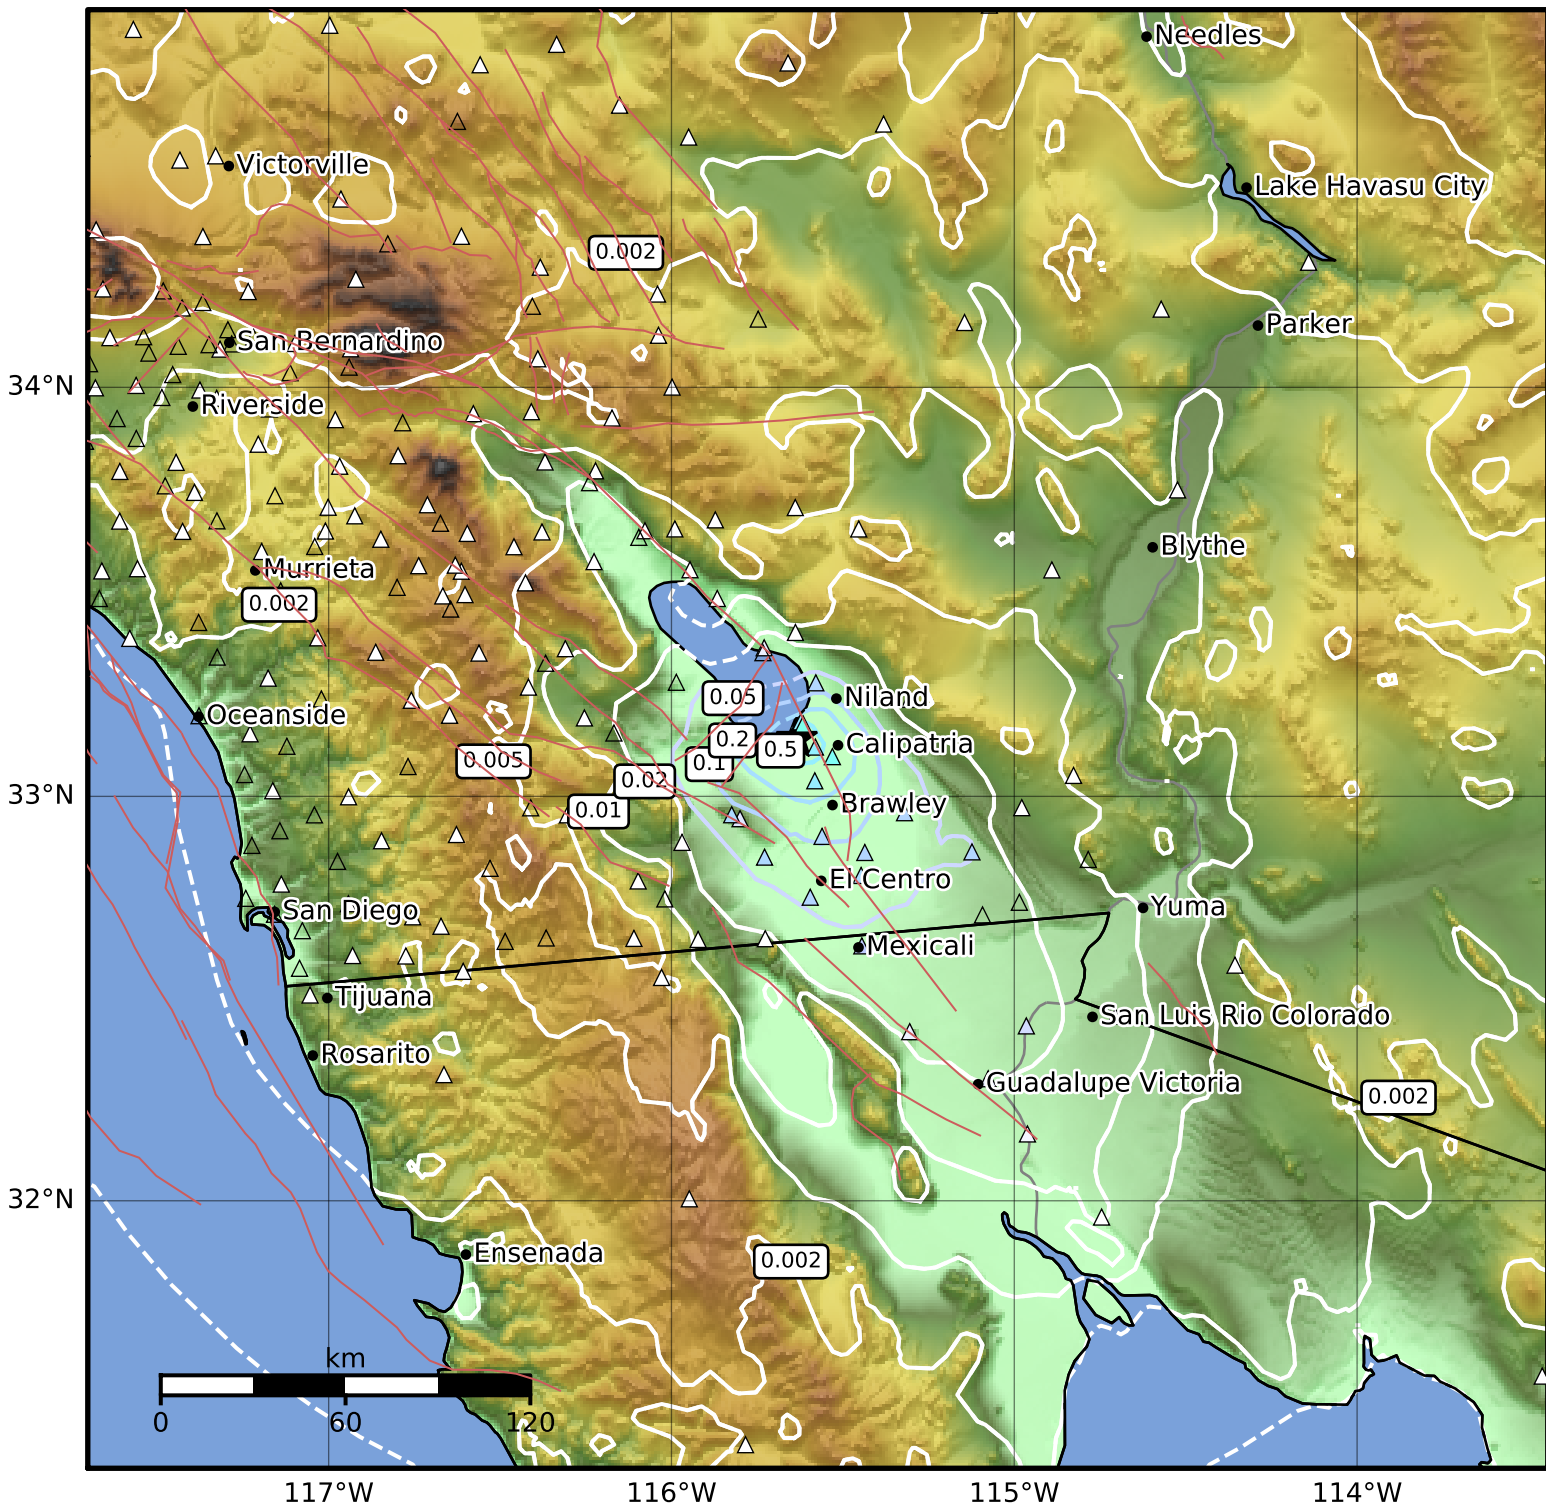 Needles
Victorville
Lake Havasu City
0.002
Parker
San Bernardino
34°N
Riverside
Blythe
Murrieta
0.002
0.05
Niland
Oceanside
0.2
0.5
Calipatria
0.005
0.1
0.02
33°N
0.01
Brawley
El Centro
San Diego
Yuma
Mexicali
Tijuana
San Luis Rio Colorado
Rosarito
Guadalupe Victoria
0.002
32°N
Ensenada
0.002
km
0 60 120
117°W 116°W 115°W 114°W